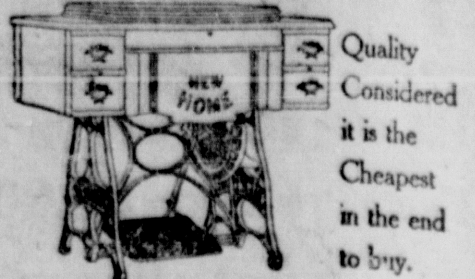 NEW
HOME
Quality
Considered
it is the
Cheapest
in the end
to buy.